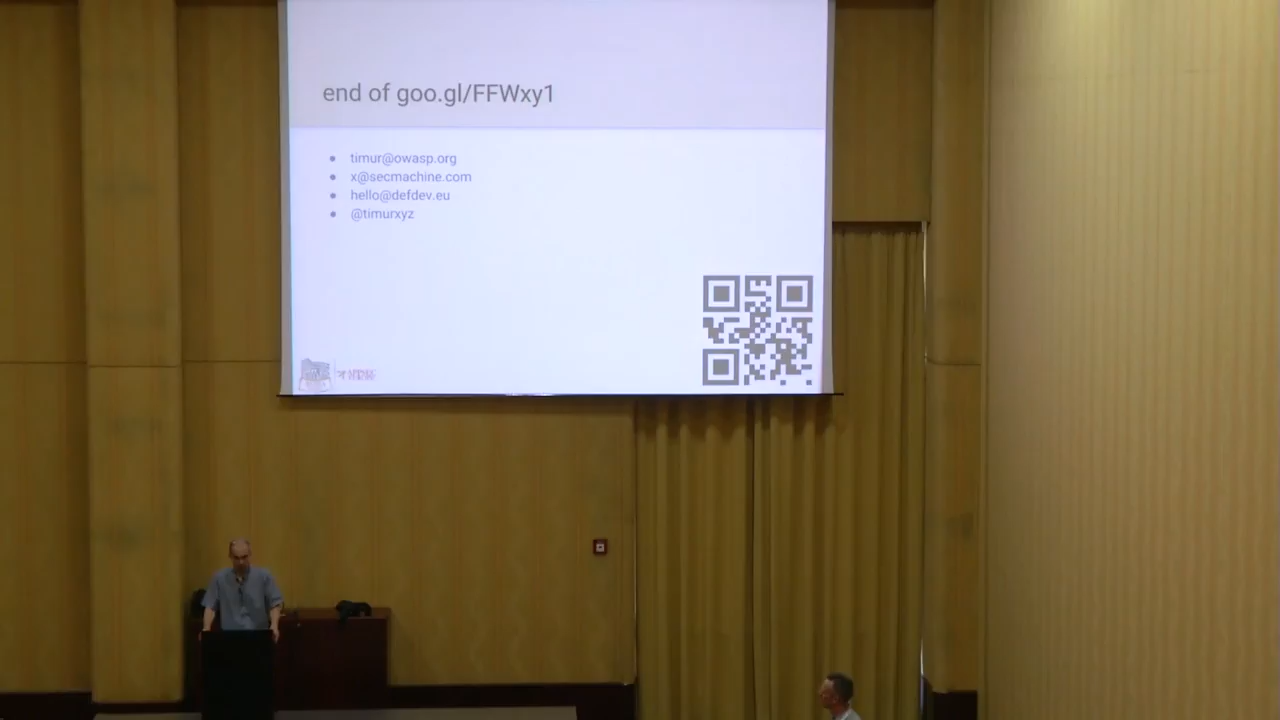 end of goo.gl/FFWxy1
timur@owasp.org
x@secmachine.com
hello@defdev.eu
@timurxyz